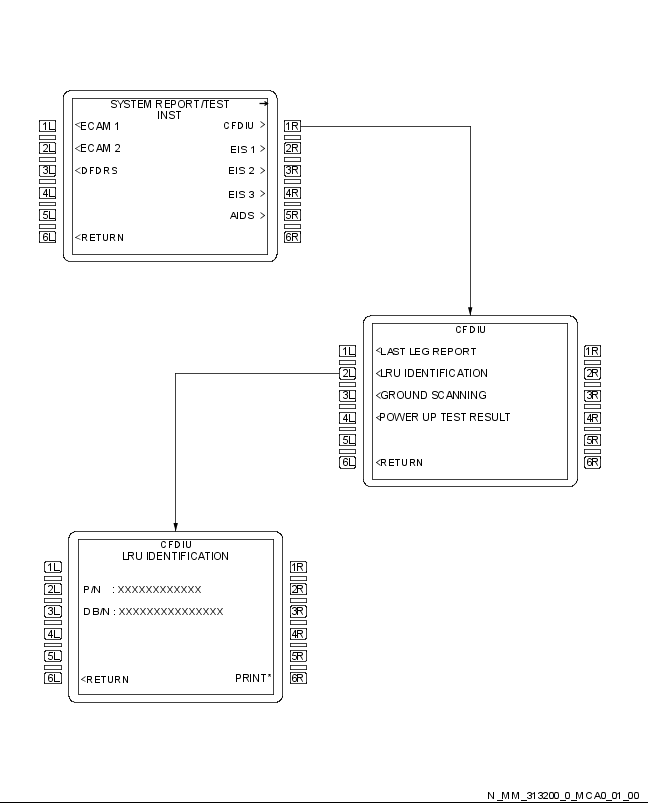 SYSTEM REPORT/TEST →
INST
1L <ECAM 1 CFDIU > 1R
2L <ECAM 2 EIS 1 > 2R
3L <DFDRS EIS 2 > 3R
4L EIS 3 > 4R
5L AIDS > 5R
6L <RETURN 6R
CFDIU
1L <LAST LEG REPORT 1R
2L <LRU IDENTIFICATION 2R
3L <GROUND SCANNING 3R
4L <POWER UP TEST RESULT 4R
5L 5R
6L <RETURN 6R
CFDIU
LRU IDENTIFICATION
1L 1R
2L P/N : XXXXXXXXXXXX 2R
3L DB/N : XXXXXXXXXXXXXXX 3R
4L 4R
5L 5R
6L <RETURN PRINT* 6R
N_MM_313200_0_MCA0_01_00